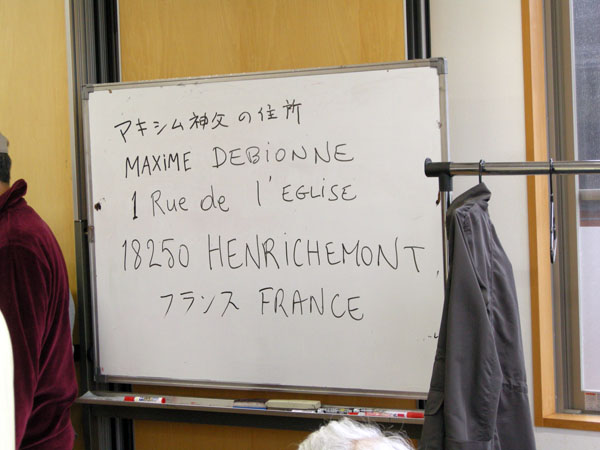 マキシム神父の住所
MAXiME DEBiONNE
1 Rue de l'EGLISE
18250 HENRICHEMONT,
フランス FRANCE